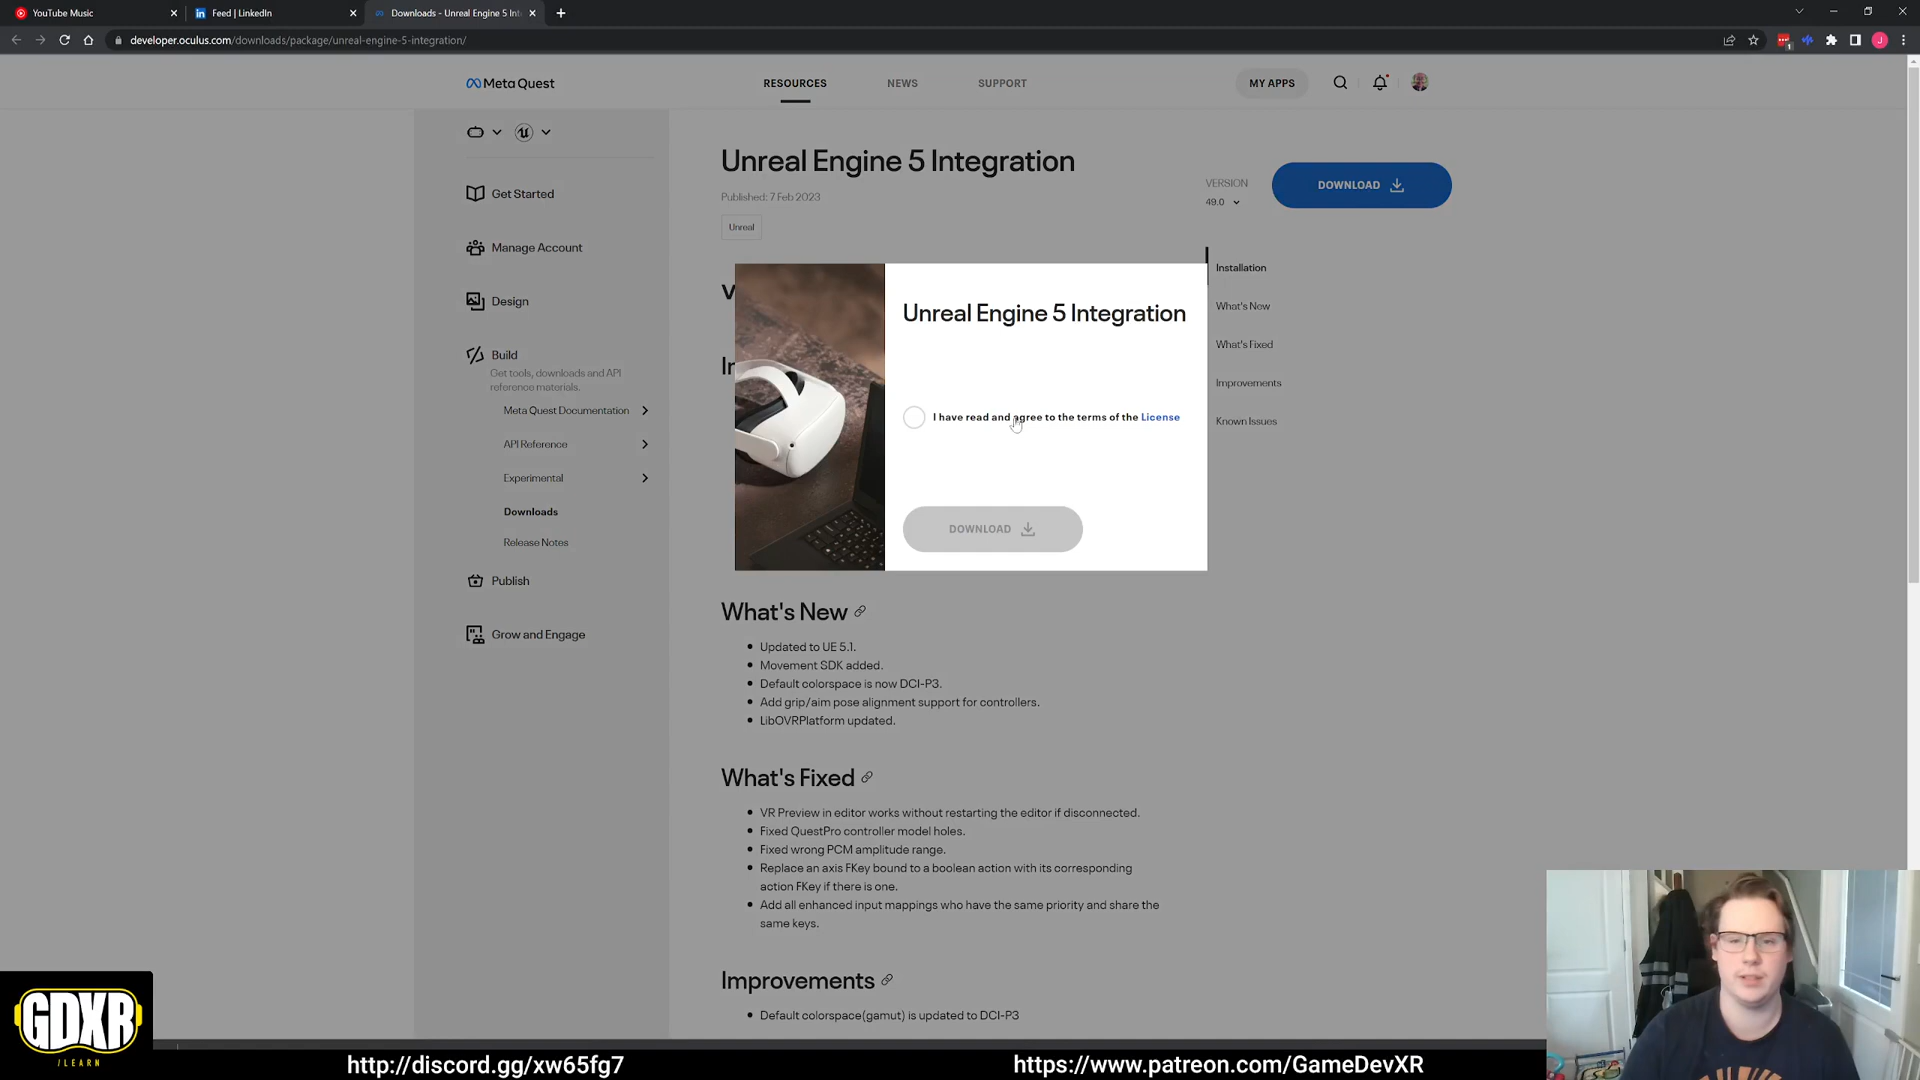 YouTube Music
Feed | LinkedIn
Downloads - Unreal Engine 5 Int
developer.oculus.com/downloads/package/unreal-engine-5-integration/
Meta Quest
RESOURCES
NEWS
SUPPORT
MY APPS
Get Started
Manage Account
Design
Build
Get tools, downloads and API
reference materials.
Meta Quest Documentation
API Reference
Experimental
Downloads
Release Notes
Publish
Grow and Engage
Unreal Engine 5 Integration
Published: 7 Feb 2023
Unreal
VERSION
49.0
DOWNLOAD
Installation
What's New
What's Fixed
Improvements
Known Issues
Unreal Engine 5 Integration
I have read and agree to the terms of the License
DOWNLOAD
What's New
Updated to UE 5.1.
Movement SDK added.
Default colorspace is now DCI-P3.
Add grip/aim pose alignment support for controllers.
LibOVRPlatform updated.
What's Fixed
VR Preview in editor works without restarting the editor if disconnected.
Fixed QuestPro controller model holes.
Fixed wrong PCM amplitude range.
Replace an axis FKey bound to a boolean action with its corresponding
action FKey if there is one.
Add all enhanced input mappings who have the same priority and share the
same keys.
Improvements
Default colorspace(gamut) is updated to DCI-P3
GDXR
/LEARN
http://discord.gg/xw65fg7
https://www.patreon.com/GameDevXR